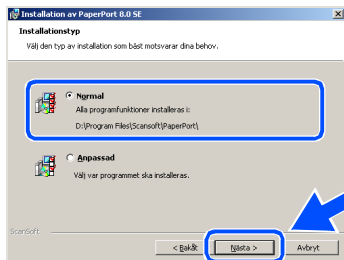 Installation av PaperPort 8.0 SE
Installationstyp
Välj den typ av installation som bäst motsvarar dina behov.
Normal
Alla programfunktioner installeras i:
D:\Program Files\Scansoft\PaperPort\
Anpassad
Välj var programmet ska installeras.
ScanSoft
< Bakåt
Nästa >
Avbryt